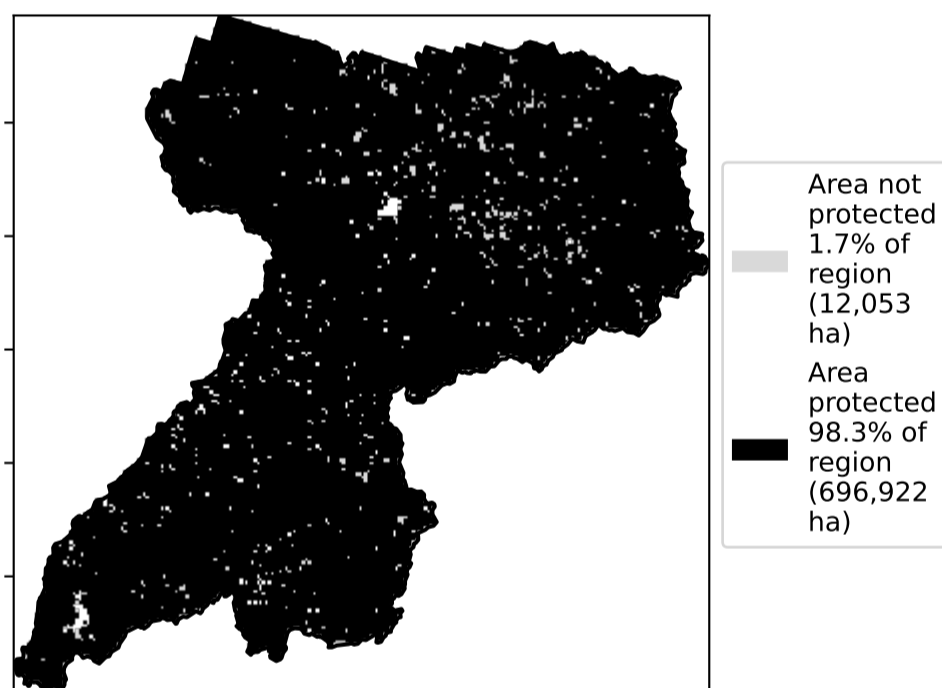 Area not
protected
1.7% of
region
(12,053
ha)
Area
protected
98.3% of
region
(696,922
ha)